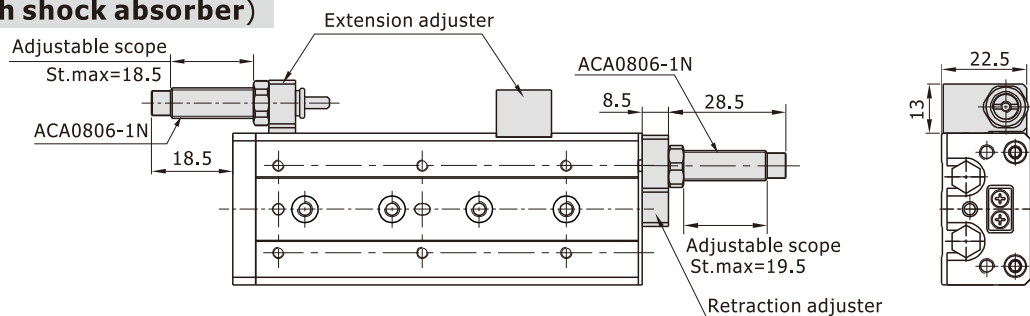 h shock absorber)
Extension adjuster
Adjustable scope
St.max=18.5
ACA0806-1N
18.5
ACA0806-1N
8.5
28.5
22.5
13
Adjustable scope
St.max=19.5
Retraction adjuster